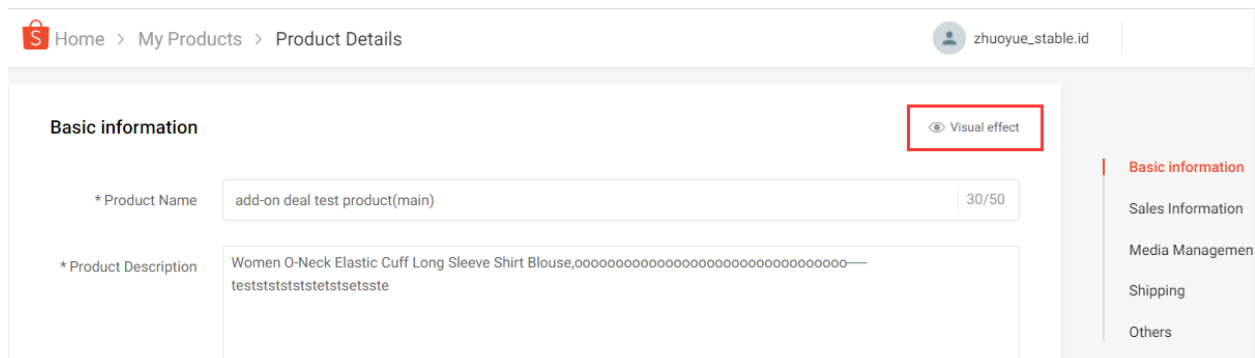 S Home > My Products > Product Details
zhuoyue_stable.id
Basic information
Visual effect
* Product Name
add-on deal test product(main)
30/50
* Product Description
Women O-Neck Elastic Cuff Long Sleeve Shirt Blouse,oooooooooooooooooooooooooooooooooo----
teststststststetstsetsste
Basic information
Sales Information
Media Managemen
Shipping
Others